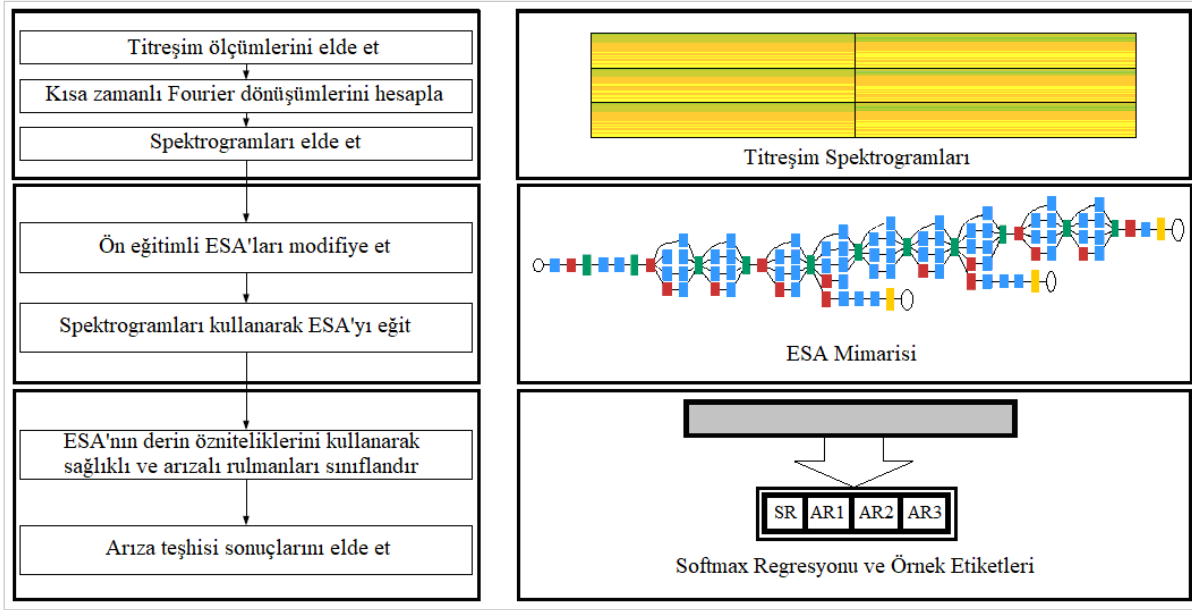 Titreşim ölçümlerini elde et
Kısa zamanlı Fourier dönüşümlerini hesapla
Spektrogramları elde et
Titreşim Spektrogramları
Ön eğitimli ESA'ları modifiye et
Spektrogramları kullanarak ESA'yı eğit
ESA Mimarisi
ESA'nın derin özniteliklerini kullanarak
sağlıklı ve arızalı rulmanları sınıflandır
Arıza teşhisi sonuçlarını elde et
SR AR1 AR2 AR3
Softmax Regresyonu ve Örnek Etiketleri